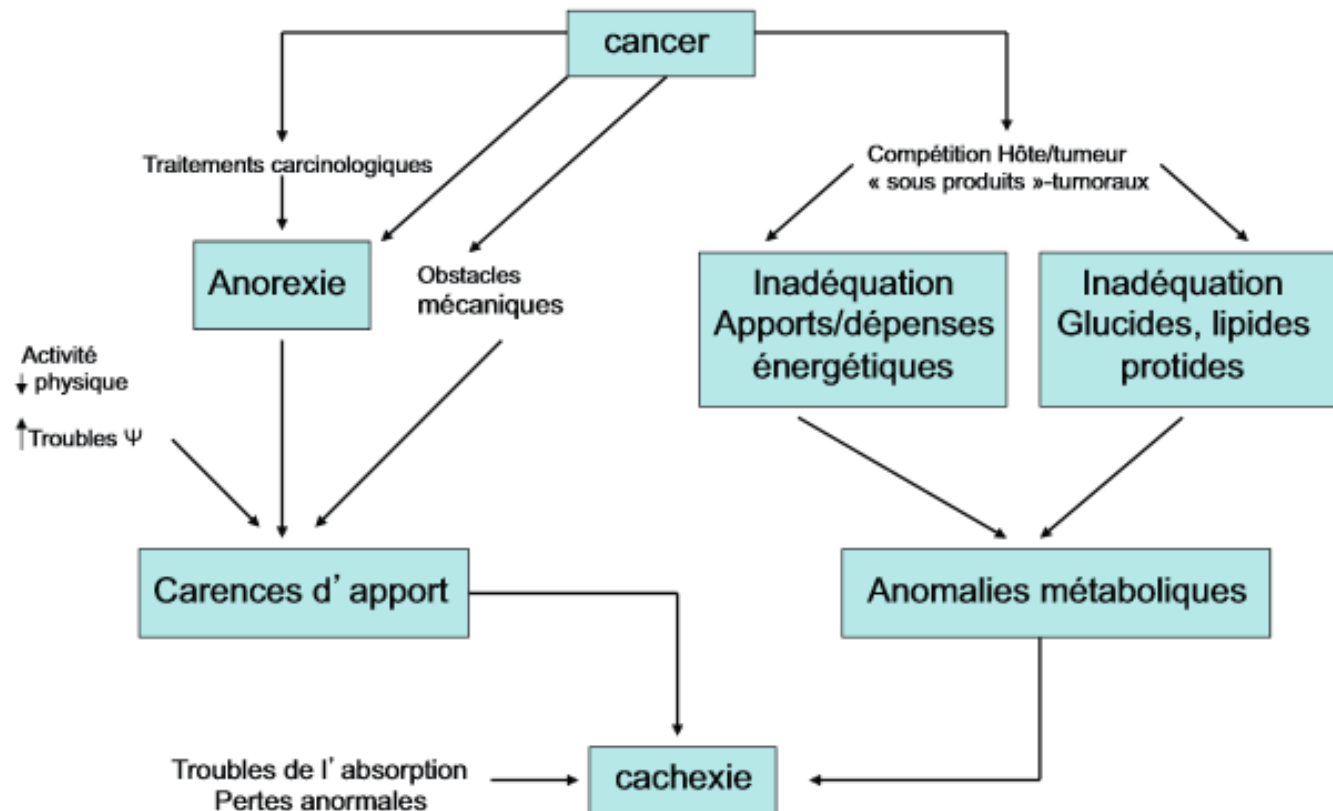 cancer
Traitements carcinologiques
Compétition Hôte/tumeur
« sous produits »-tumoraux
Anorexie
Obstacles
mécaniques
Inadéquation
Apports/dépenses
énergétiques
Inadéquation
Glucides, lipides
protides
Activité
↓ physique
↑Troubles Ψ
Carences d’ apport
Anomalies métaboliques
Troubles de l’ absorption
Pertes anormales
cachexie